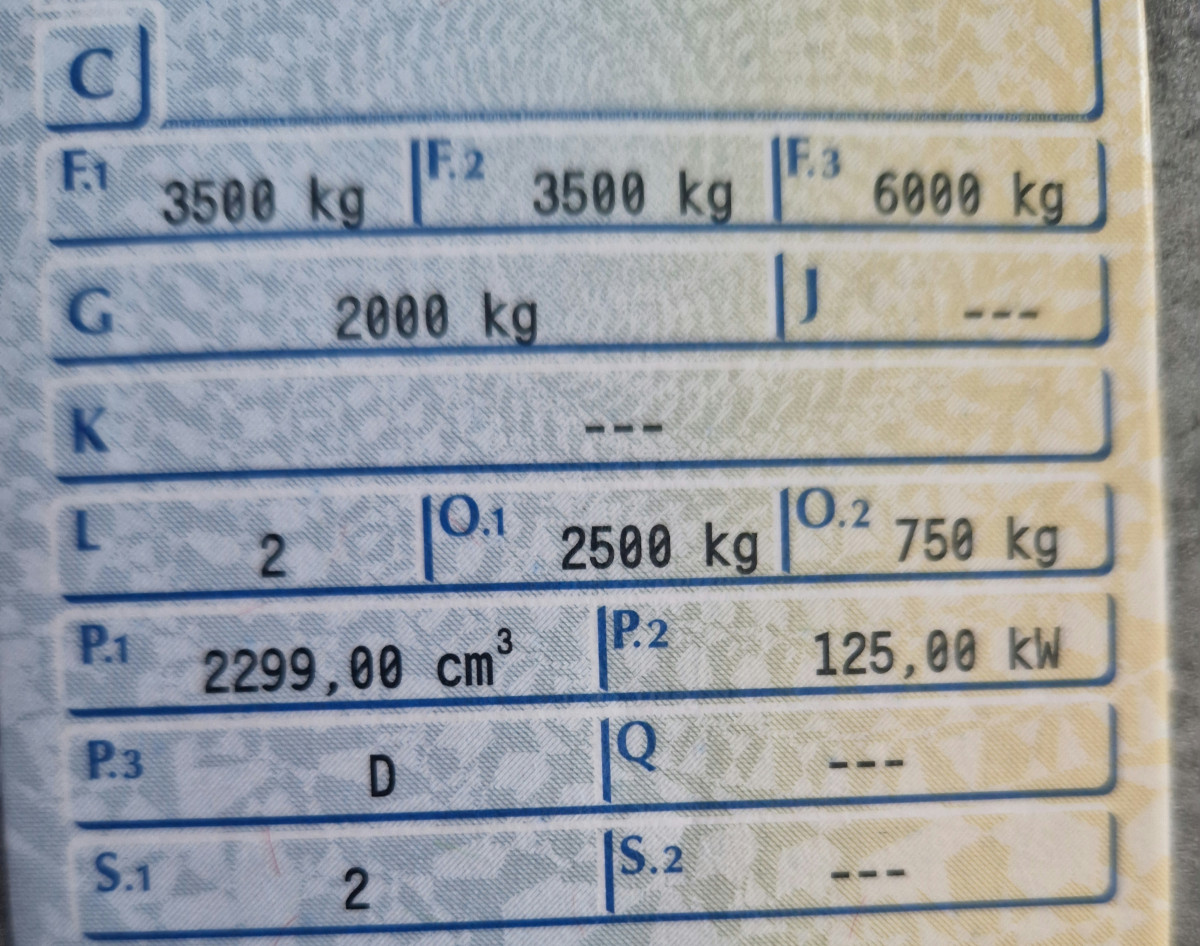 C
F.1 3500 kg F.2 3500 kg F.3 6000 kg
G 2000 kg J ---
K ---
L 2 O.1 2500 kg O.2 750 kg
P.1 2299,00 cm³ P.2 125,00 kW
P.3 D Q ---
S.1 2 S.2 ---